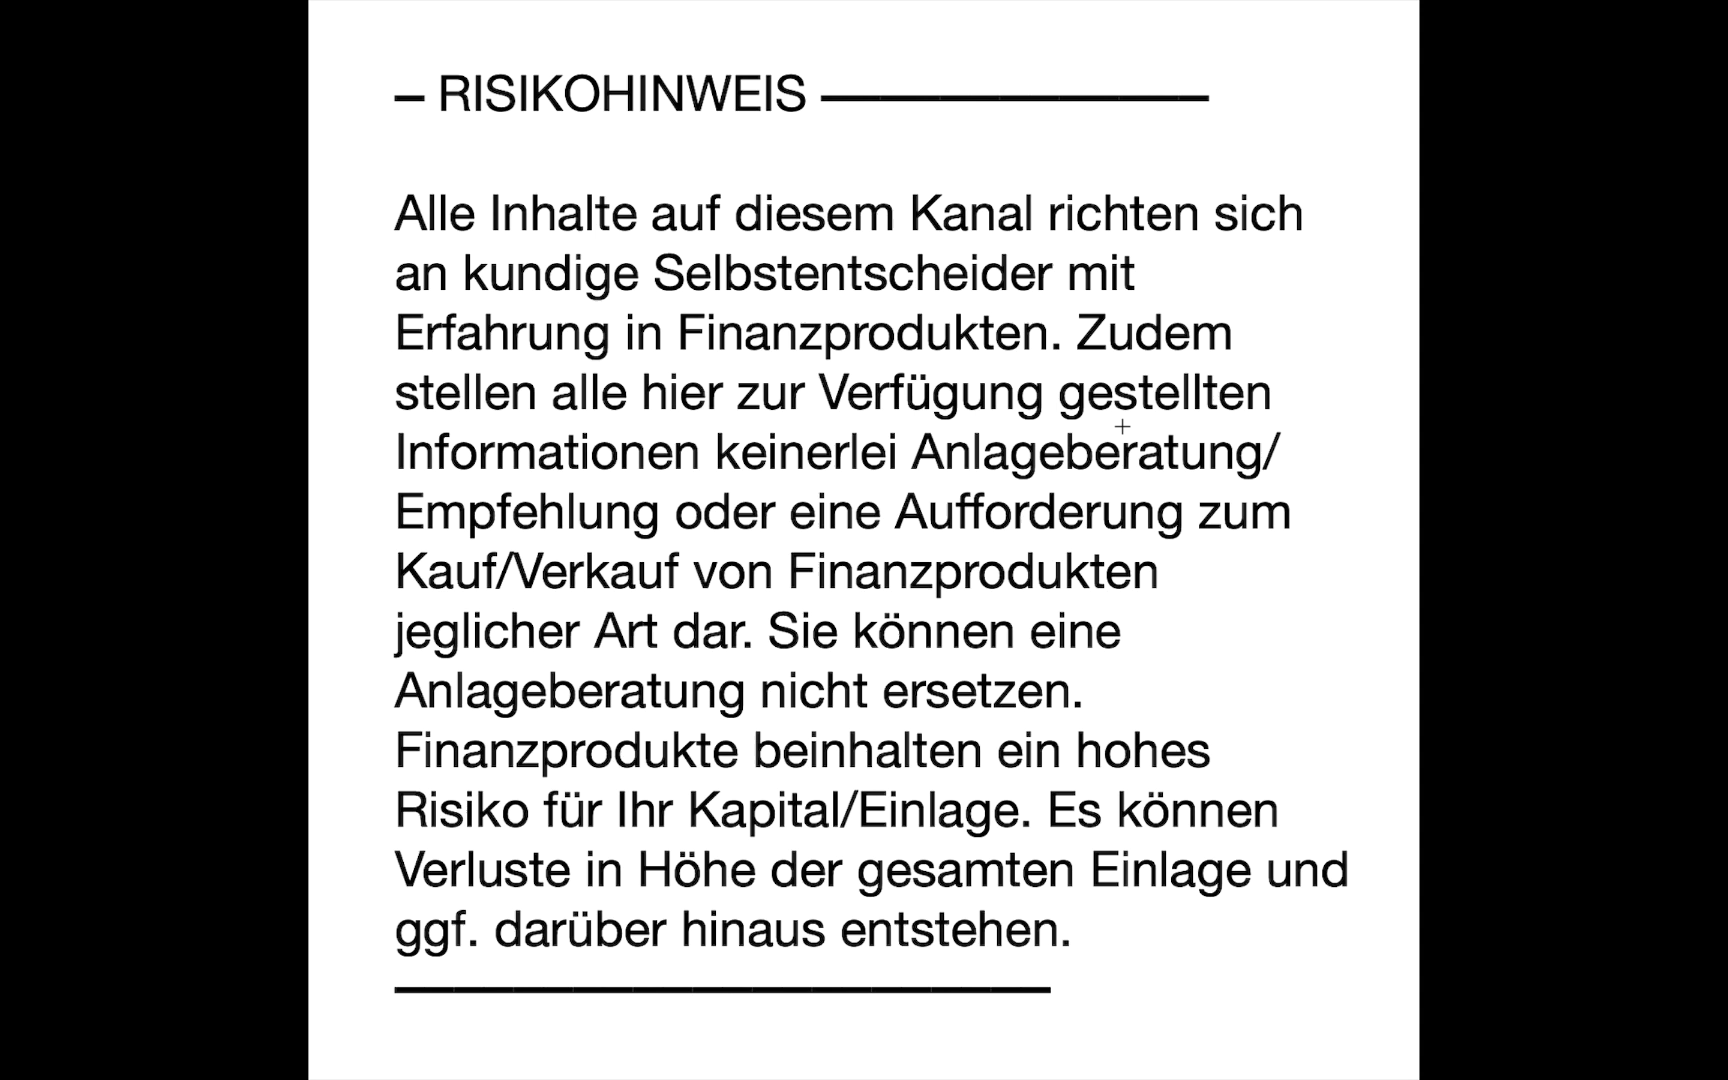 – RISIKOHINWEIS —————————————
Alle Inhalte auf diesem Kanal richten sich
an kundige Selbstentscheider mit
Erfahrung in Finanzprodukten. Zudem
stellen alle hier zur Verfügung gestellten
Informationen keinerlei Anlageberatung/
Empfehlung oder eine Aufforderung zum
Kauf/Verkauf von Finanzprodukten
jeglicher Art dar. Sie können eine
Anlageberatung nicht ersetzen.
Finanzprodukte beinhalten ein hohes
Risiko für Ihr Kapital/Einlage. Es können
Verluste in Höhe der gesamten Einlage und
ggf. darüber hinaus entstehen.